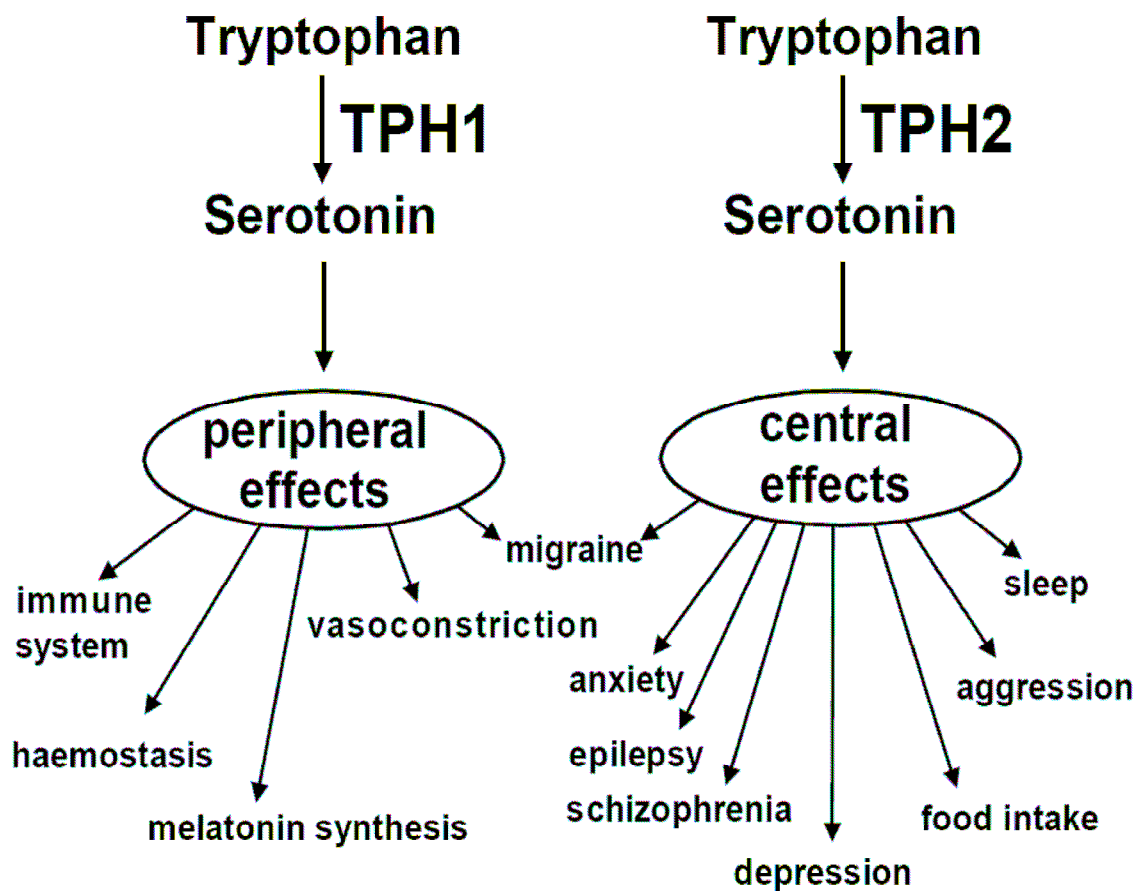 Tryptophan
Tryptophan
TPH1
TPH2
Serotonin
Serotonin
peripheral
effects
central
effects
migraine
immune
system
vasoconstriction
sleep
anxiety
aggression
haemostasis
epilepsy
schizophrenia
melatonin synthesis
food intake
depression